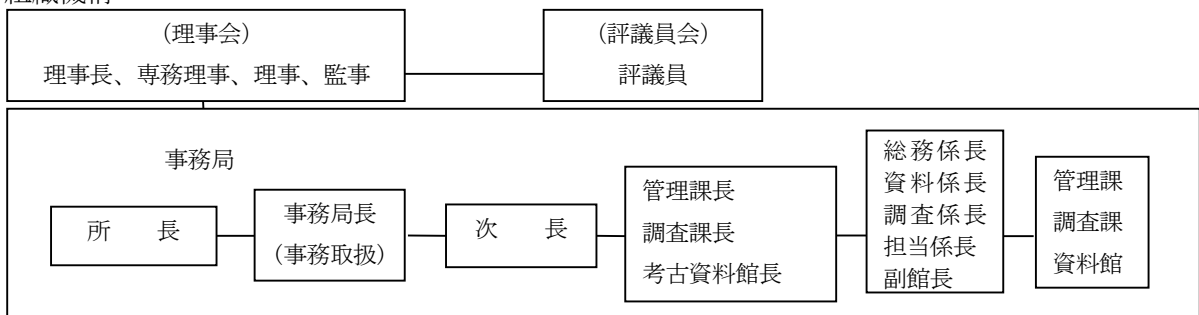 組織機構
(理事会)
理事長、専務理事、理事、監事
(評議員会)
評議員
事務局
所　長
事務局長
(事務取扱)
次　長
管理課長
調査課長
考古資料館長
総務係長
資料係長
調査係長
担当係長
副館長
管理課
調査課
資料館